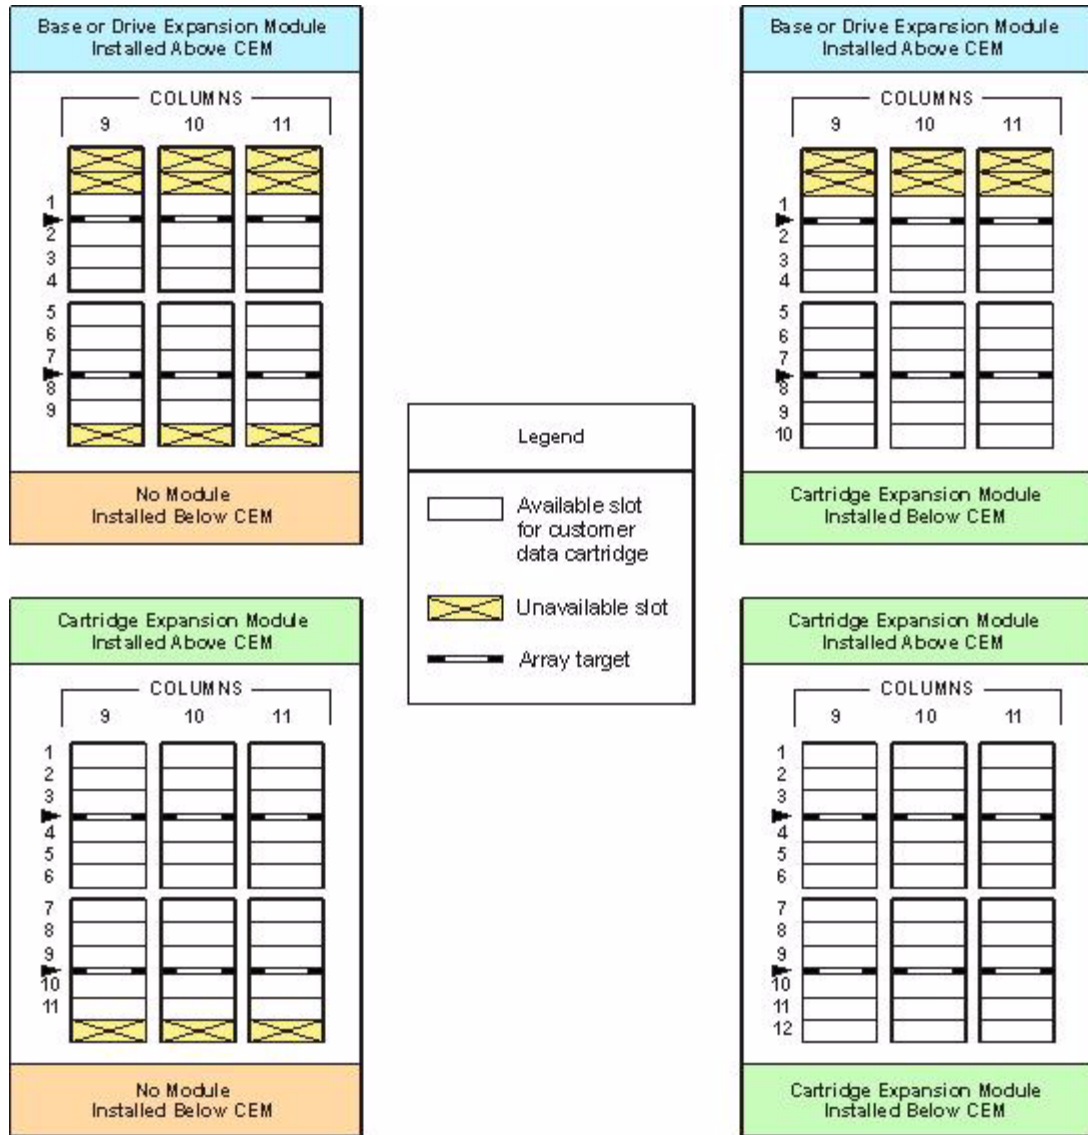 Base or Drive Expansion Module
Installed Above CEM
COLUMNS
9 10 11
1
2
3
4
5
6
7
8
9
No Module
Installed Below CEM
Base or Drive Expansion Module
Installed Above CEM
COLUMNS
9 10 11
1
2
3
4
5
6
7
8
9
10
Cartridge Expansion Module
Installed Below CEM
Legend
Available slot
for customer
data cartridge
Unavailable slot
Array target
Cartridge Expansion Module
Installed Above CEM
COLUMNS
9 10 11
1
2
3
4
5
6
7
8
9
10
11
No Module
Installed Below CEM
Cartridge Expansion Module
Installed Above CEM
COLUMNS
9 10 11
1
2
3
4
5
6
7
8
9
10
11
12
Cartridge Expansion Module
Installed Below CEM